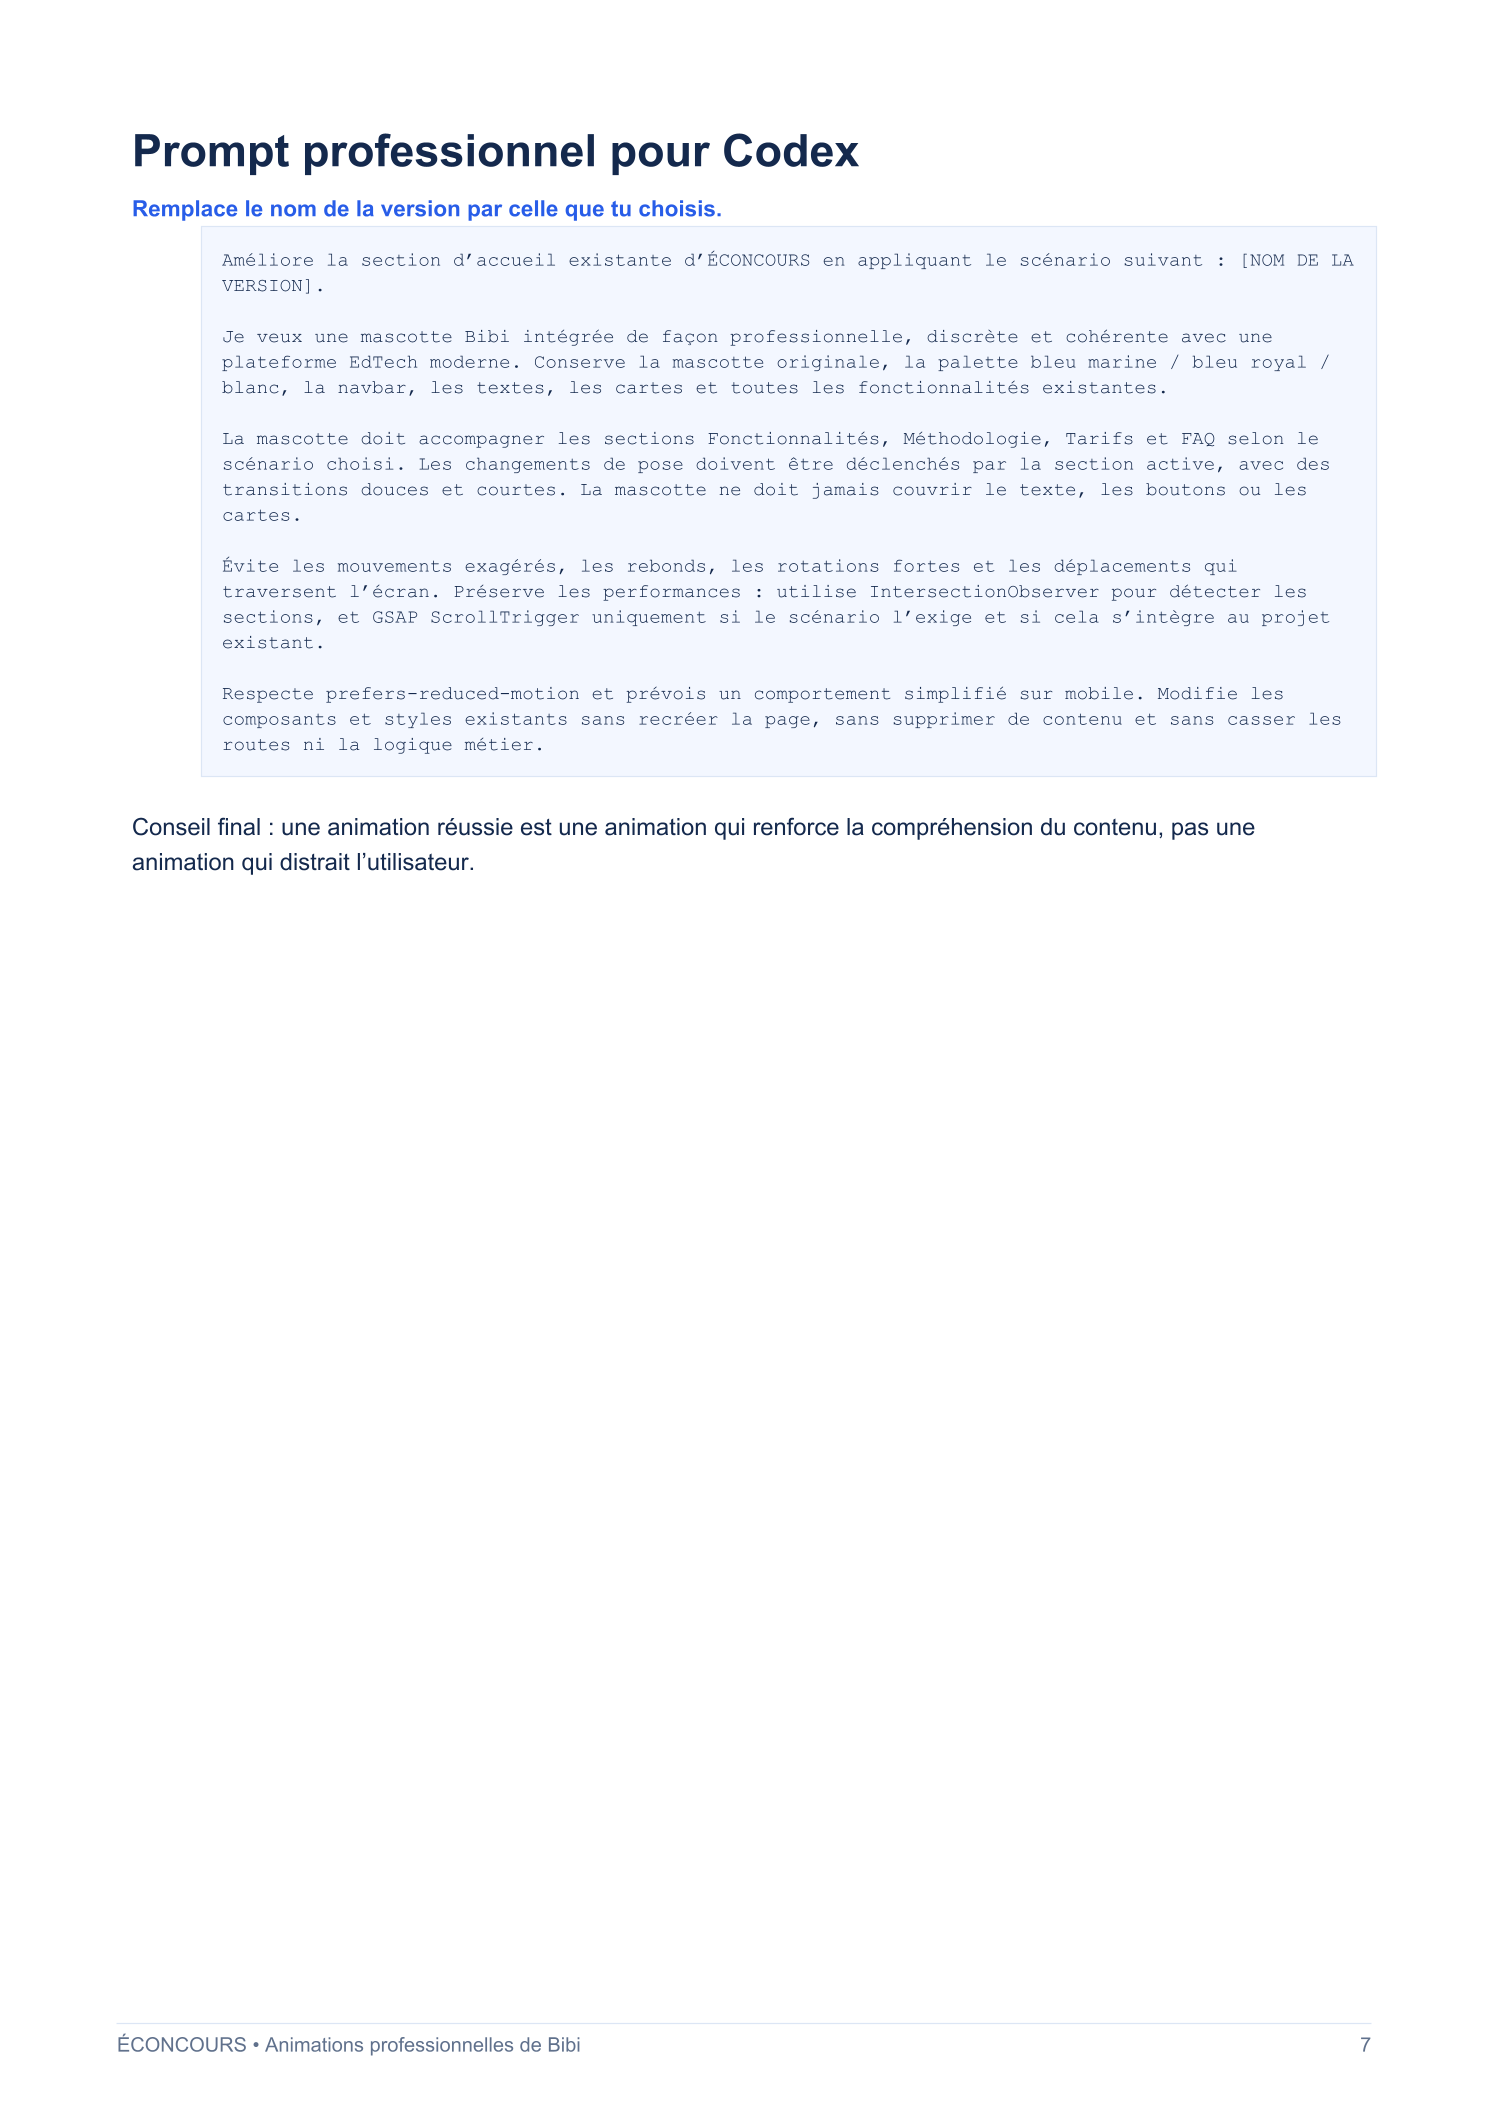 Prompt professionnel pour Codex
Remplace le nom de la version par celle que tu choisis.
Améliore la section d’accueil existante d’ÉCONCOURS en appliquant le scénario suivant : [NOM DE LA
VERSION].
Je veux une mascotte Bibi intégrée de façon professionnelle, discrète et cohérente avec une
plateforme EdTech moderne. Conserve la mascotte originale, la palette bleu marine / bleu royal /
blanc, la navbar, les textes, les cartes et toutes les fonctionnalités existantes.
La mascotte doit accompagner les sections Fonctionnalités, Méthodologie, Tarifs et FAQ selon le
scénario choisi. Les changements de pose doivent être déclenchés par la section active, avec des
transitions douces et courtes. La mascotte ne doit jamais couvrir le texte, les boutons ou les
cartes.
Évite les mouvements exagérés, les rebonds, les rotations fortes et les déplacements qui
traversent l’écran. Préserve les performances : utilise IntersectionObserver pour détecter les
sections, et GSAP ScrollTrigger uniquement si le scénario l’exige et si cela s’intègre au projet
existant.
Respecte prefers-reduced-motion et prévois un comportement simplifié sur mobile. Modifie les
composants et styles existants sans recréer la page, sans supprimer de contenu et sans casser les
routes ni la logique métier.
Conseil final : une animation réussie est une animation qui renforce la compréhension du contenu, pas une
animation qui distrait l’utilisateur.
ÉCONCOURS • Animations professionnelles de Bibi 7